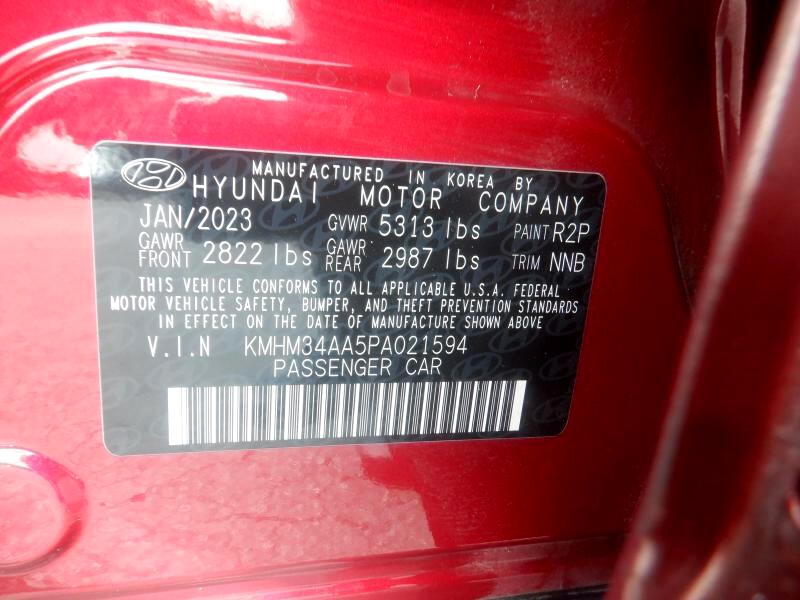 MANUFACTURED IN KOREA BY
HYUNDAI MOTOR COMPANY
JAN/2023 GVWR 5313 lbs PAINT R2P
GAWR FRONT 2822 lbs GAWR REAR 2987 lbs TRIM NNB
THIS VEHICLE CONFORMS TO ALL APPLICABLE U.S.A. FEDERAL
MOTOR VEHICLE SAFETY, BUMPER, AND THEFT PREVENTION STANDARDS
IN EFFECT ON THE DATE OF MANUFACTURE SHOWN ABOVE
V.I.N KMHM34AA5PA021594
PASSENGER CAR